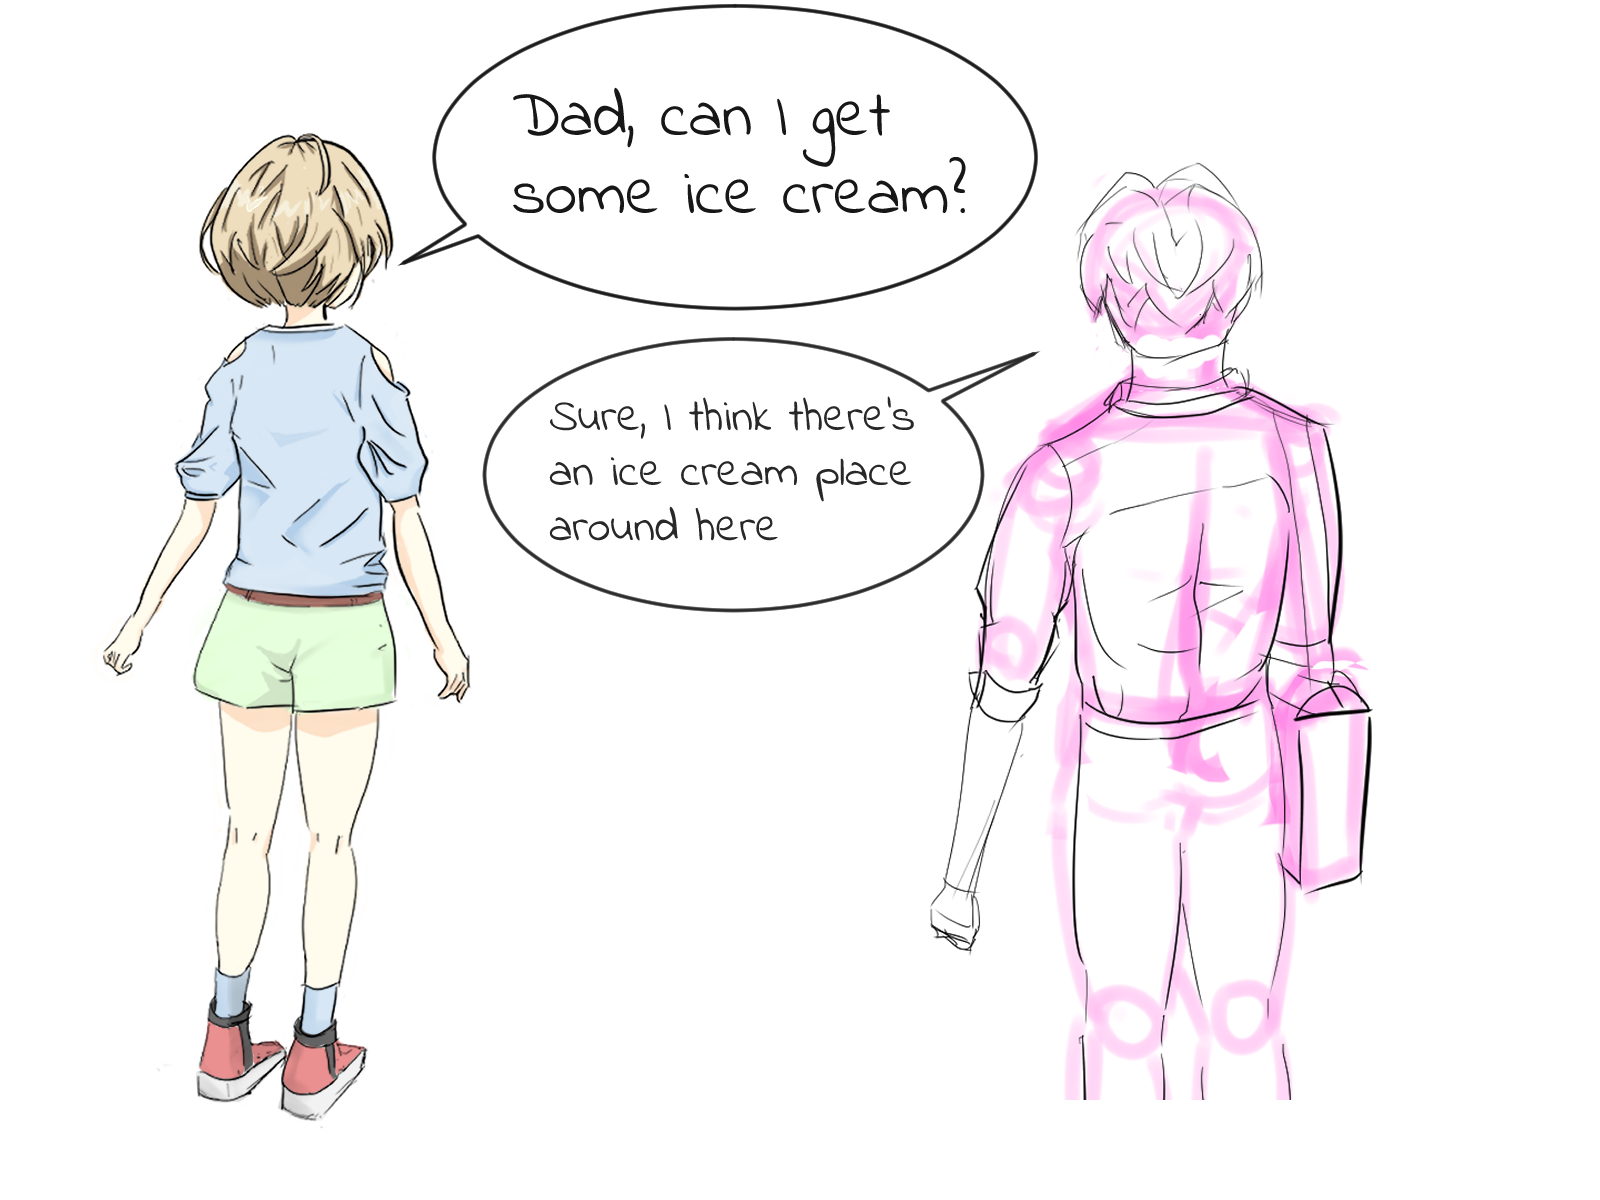 Dad, can I get
some ice cream?
Sure, I think there's
an ice cream place
around here